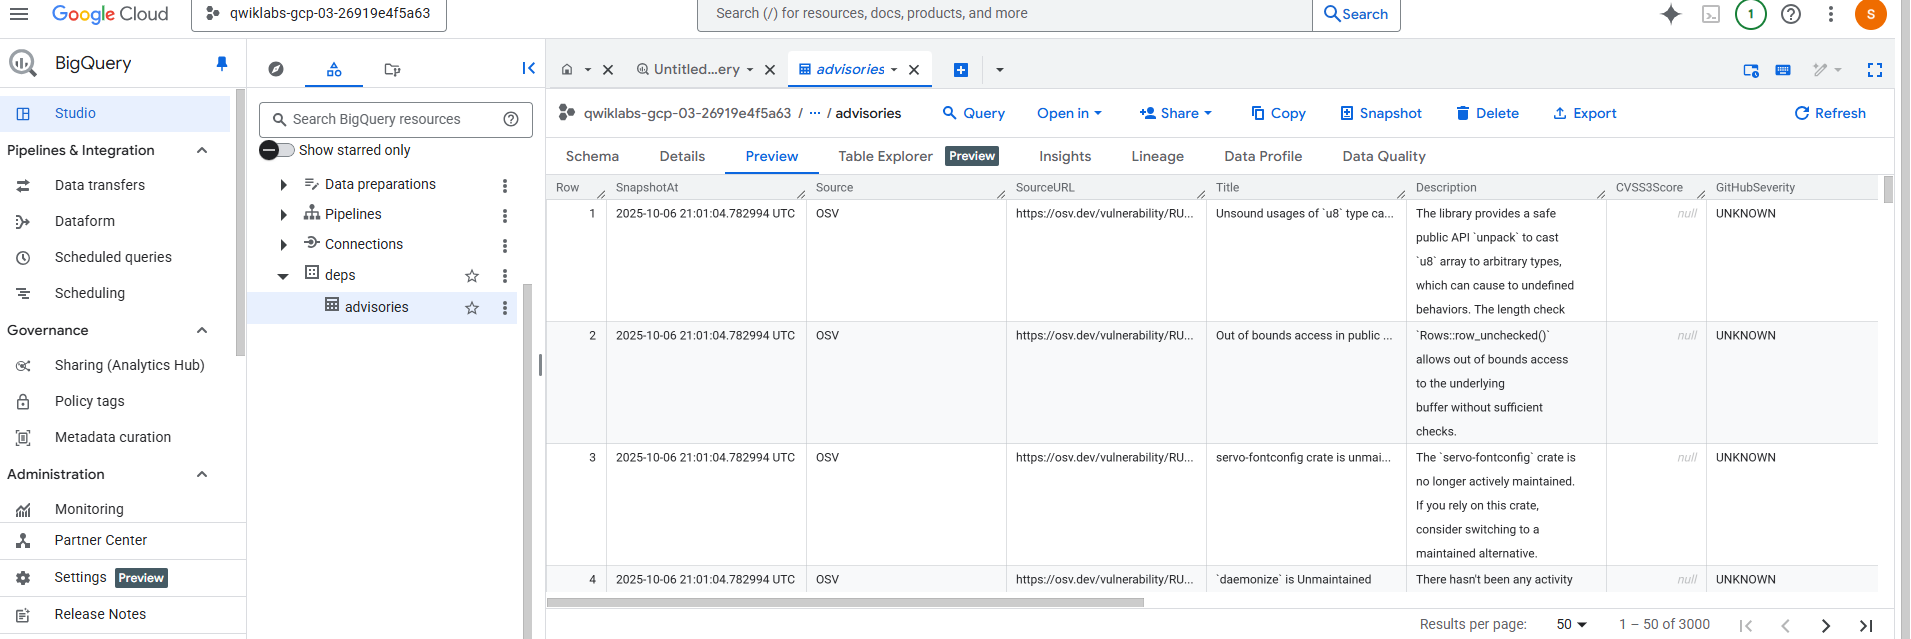 Google Cloud
qwiklabs-gcp-03-26919e4f5a63
Search (/) for resources, docs, products, and more
Search
1
S
BigQuery
Studio
Pipelines & Integration
Data transfers
Dataform
Scheduled queries
Scheduling
Governance
Sharing (Analytics Hub)
Policy tags
Metadata curation
Administration
Monitoring
Partner Center
Settings Preview
Release Notes
Search BigQuery resources
Show starred only
Data preparations
Pipelines
Connections
deps
advisories
Untitled...ery
advisories
qwiklabs-gcp-03-26919e4f5a63 / ··· / advisories
Query
Open in
Share
Copy
Snapshot
Delete
Export
Refresh
Schema
Details
Preview
Table Explorer Preview
Insights
Lineage
Data Profile
Data Quality
Row SnapshotAt Source SourceURL Title Description CVSS3Score GitHubSeverity
1 2025-10-06 21:01:04.782994 UTC OSV https://osv.dev/vulnerability/RU... Unsound usages of `u8` type ca... The library provides a safe null UNKNOWN
public API `unpack` to cast
`u8` array to arbitrary types,
which can cause to undefined
behaviors. The length check
2 2025-10-06 21:01:04.782994 UTC OSV https://osv.dev/vulnerability/RU... Out of bounds access in public ... `Rows::row_unchecked()` null UNKNOWN
allows out of bounds access
to the underlying
buffer without sufficient
checks.
3 2025-10-06 21:01:04.782994 UTC OSV https://osv.dev/vulnerability/RU... servo-fontconfig crate is unmai... The `servo-fontconfig` crate is null UNKNOWN
no longer actively maintained.
If you rely on this crate,
consider switching to a
maintained alternative.
4 2025-10-06 21:01:04.782994 UTC OSV https://osv.dev/vulnerability/RU... `daemonize` is Unmaintained There hasn't been any activity null UNKNOWN
Results per page: 50 1 – 50 of 3000